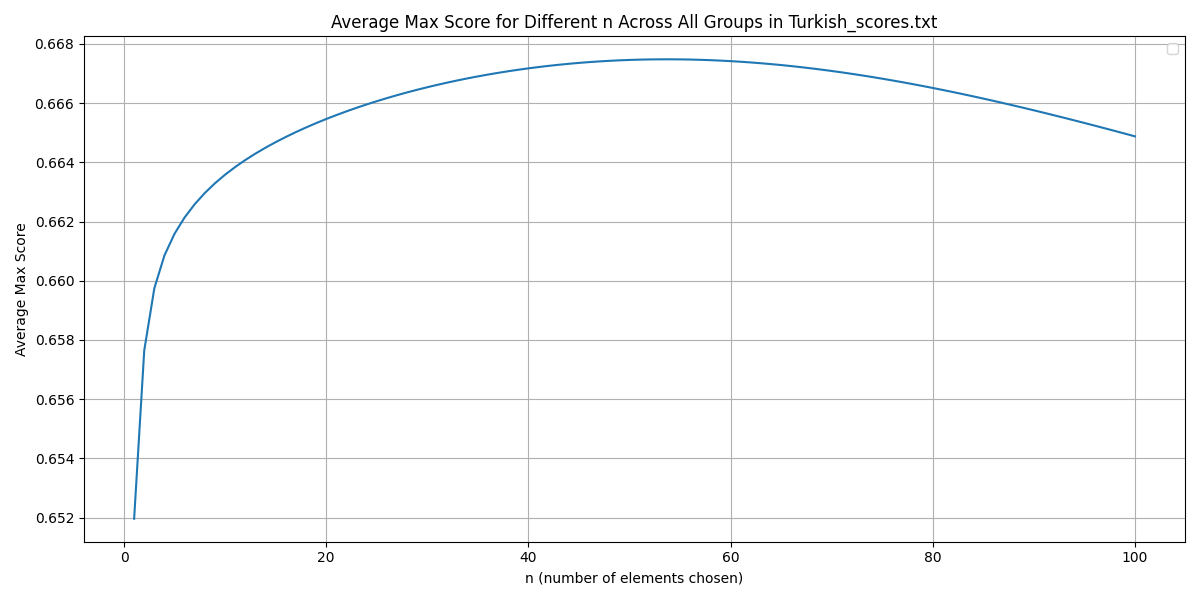 Average Max Score for Different n Across All Groups in Turkish_scores.txt
0.668
0.666
0.664
0.662
0.660
0.658
0.656
0.654
0.652
Average Max Score
0 20 40 60 80 100
n (number of elements chosen)